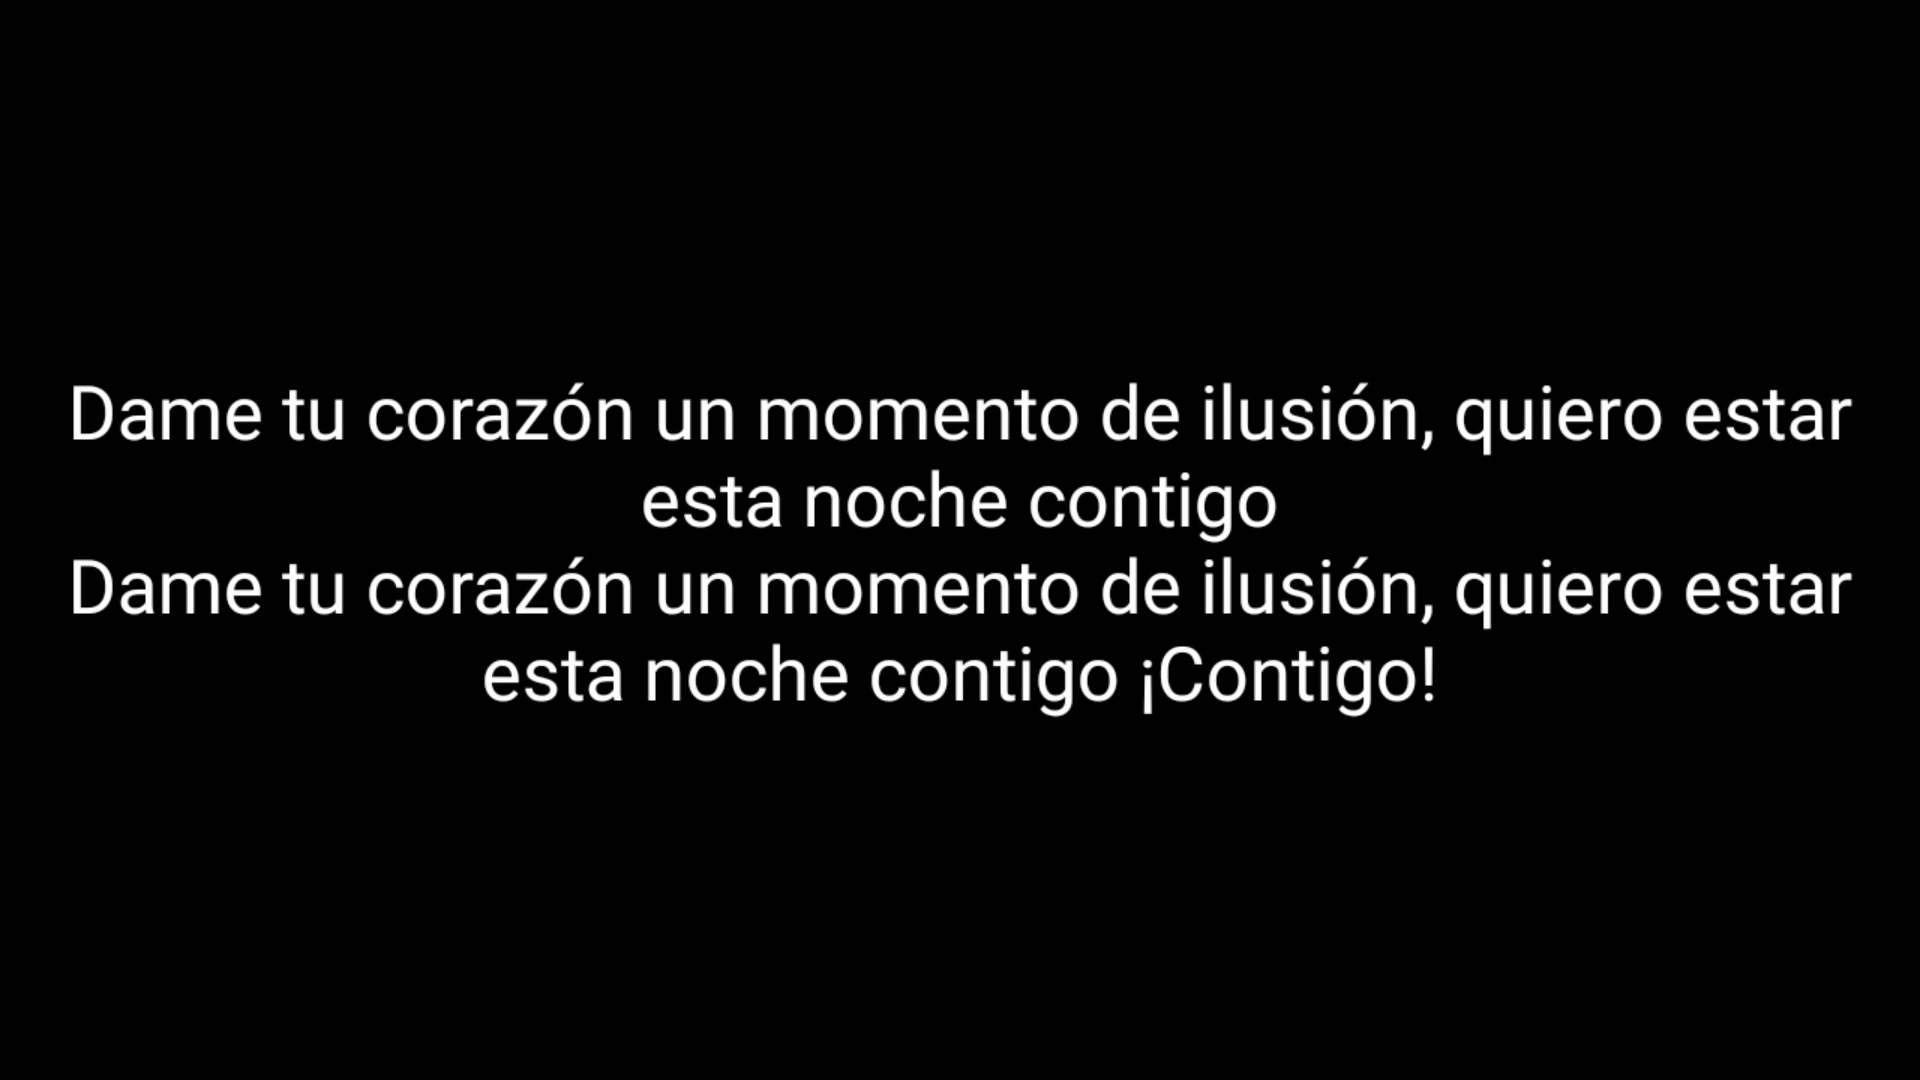 Dame tu corazón un momento de ilusión, quiero estar
esta noche contigo
Dame tu corazón un momento de ilusión, quiero estar
esta noche contigo ¡Contigo!